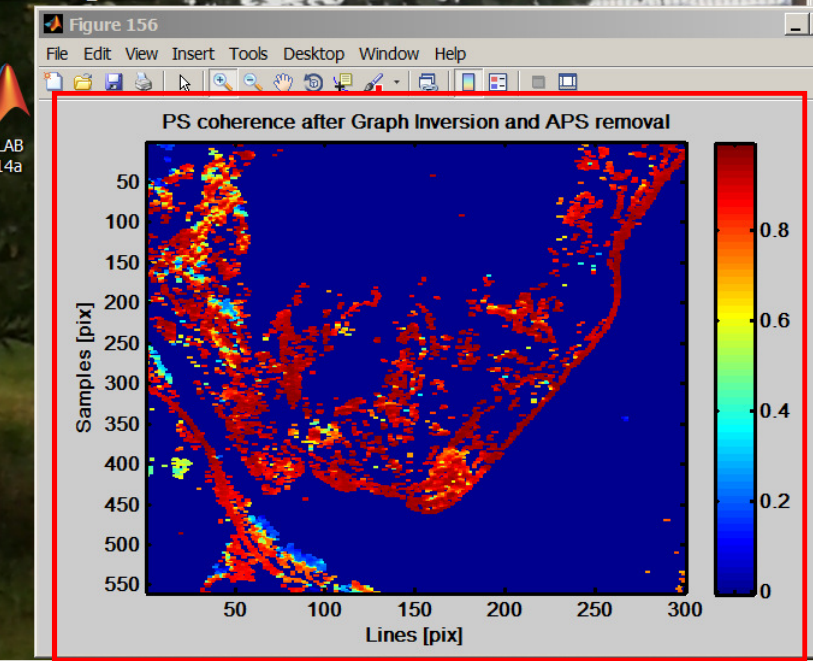 Figure 156
File Edit View Insert Tools Desktop Window Help
LAB
14a
PS coherence after Graph Inversion and APS removal
50
100
150
200
250
300
350
400
450
500
550
Samples [pix]
50 100 150 200 250 300
Lines [pix]
0.8
0.6
0.4
0.2
0